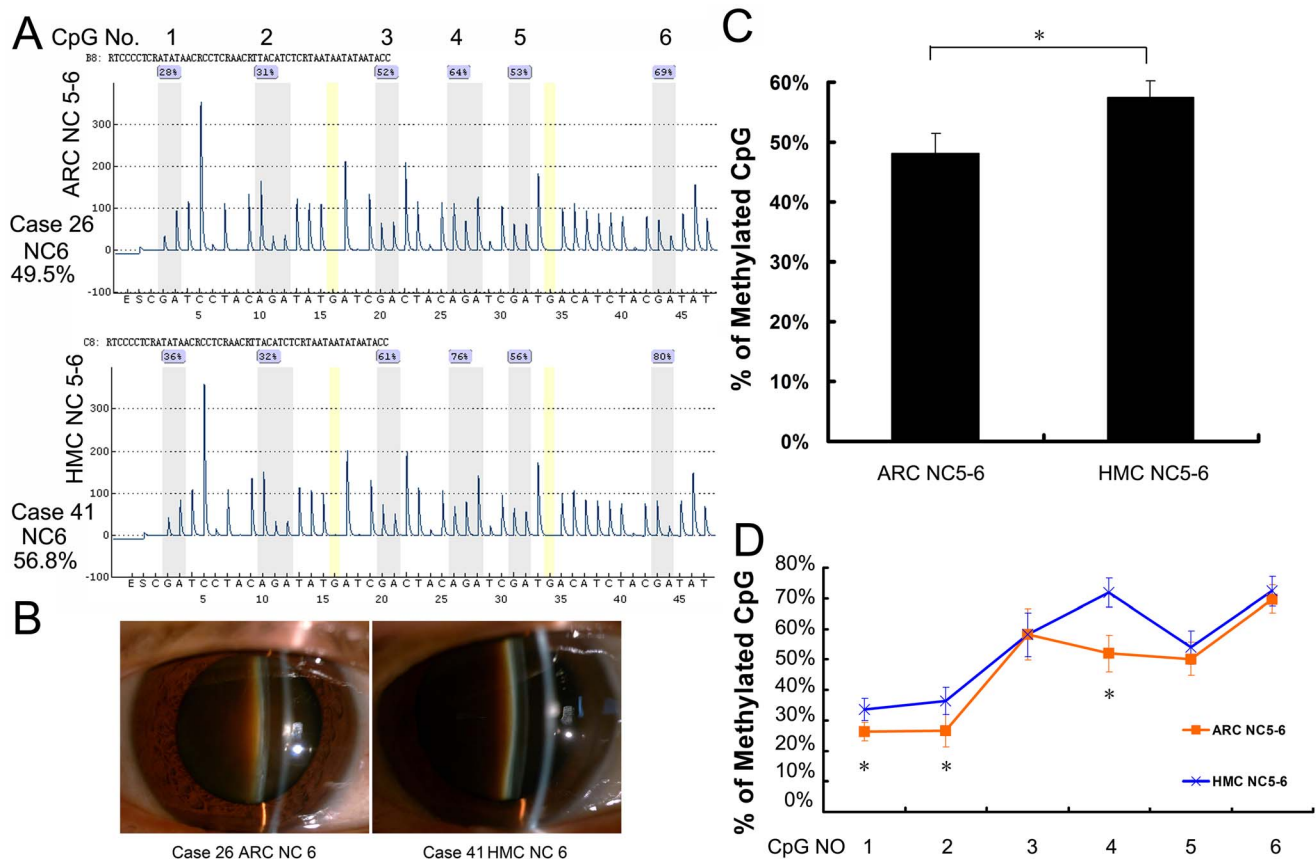 A
CpG No. 1 2 3 4 5 6
B8: RTCCCCTCRATATAACRCCTCRAACRTTACATCTCRTAATAATATAATACC
28% 31% 52% 64% 53% 69%
ARC NC 5-6
300
200
100
0
-100
Case 26
NC6
49.5%
E S C G A T C C T A C A G A T A T G A T C G A C T A C A G A T C G A T G A C A T C T A C G A T A T
5 10 15 20 25 30 35 40 45
C8: RTCCCCTCRATATAACRCCTCRAACRTTACATCTCRTAATAATATAATACC
36% 32% 61% 76% 56% 80%
HMC NC 5-6
300
200
100
0
-100
Case 41
NC6
56.8%
E S C G A T C C T A C A G A T A T G A T C G A C T A C A G A T C G A T G A C A T C T A C G A T A T
5 10 15 20 25 30 35 40 45
B
Case 26 ARC NC 6
Case 41 HMC NC 6
C
*
% of Methylated CpG
60%
50%
40%
30%
20%
10%
0%
ARC NC5-6
HMC NC5-6
D
% of Methylated CpG
80%
70%
60%
50%
40%
30%
20%
10%
0%
* * *
ARC NC5-6
HMC NC5-6
CpG NO 1 2 3 4 5 6